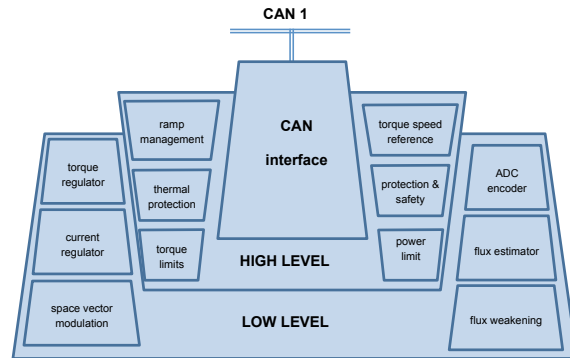 CAN 1
CAN
interface
ramp
management
thermal
protection
torque
limits
torque speed
reference
protection &
safety
power
limit
HIGH LEVEL
torque
regulator
current
regulator
space vector
modulation
ADC
encoder
flux estimator
flux weakening
LOW LEVEL